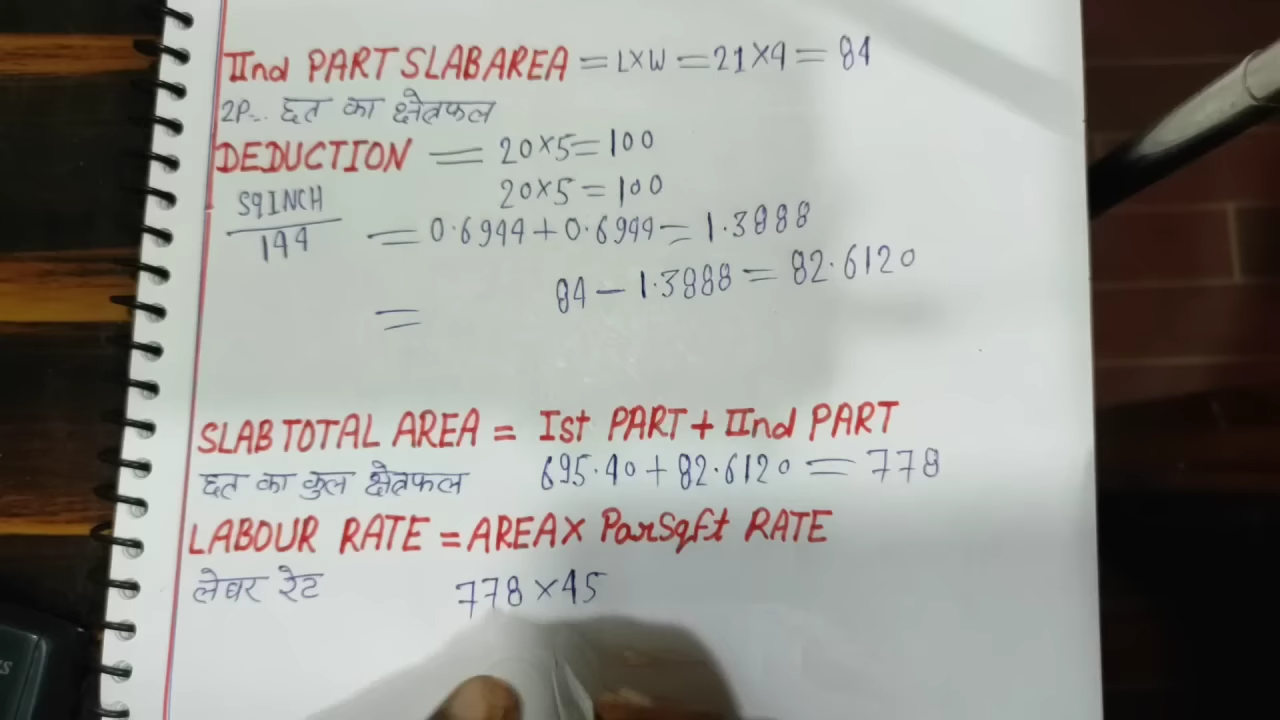 IInd PART SLAB AREA = L×W = 21×4 = 84
2P.. छत का क्षेत्रफल
DEDUCTION = 20×5=100
20×5=100
SqINCH/144 = 0.6944+0.6944=1.3888
= 84-1.3888=82.6120
SLAB TOTAL AREA = Ist PART + IInd PART
छत का कुल क्षेत्रफल 695.40+82.6120=778
LABOUR RATE = AREA× ParSqft RATE
लेबर रेट 778×45